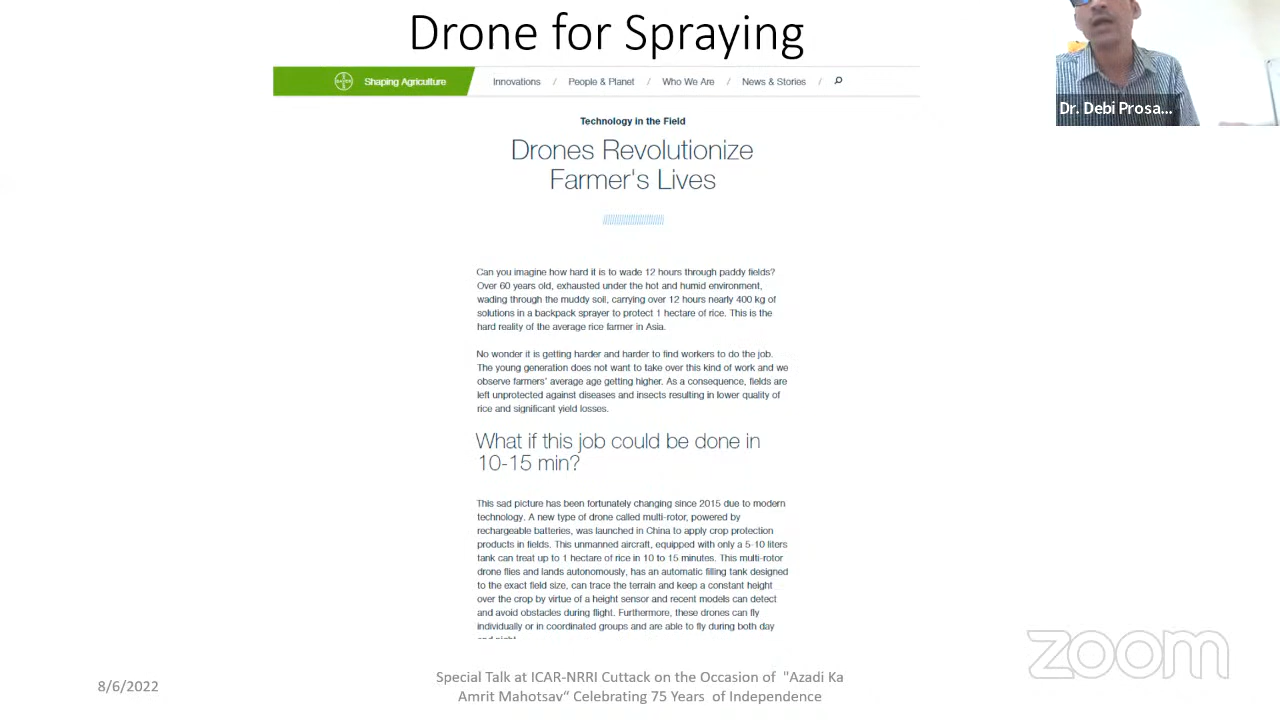 Drone for Spraying
BAYER
Shaping Agriculture
Innovations / People & Planet / Who We Are / News & Stories /
Dr. Debi Prosa...
Technology in the Field
Drones Revolutionize
Farmer's Lives
Can you imagine how hard it is to wade 12 hours through paddy fields?
Over 60 years old, exhausted under the hot and humid environment,
wading through the muddy soil, carrying over 12 hours nearly 400 kg of
solutions in a backpack sprayer to protect 1 hectare of rice. This is the
hard reality of the average rice farmer in Asia.
No wonder it is getting harder and harder to find workers to do the job.
The young generation does not want to take over this kind of work and we
observe farmers' average age getting higher. As a consequence, fields are
left unprotected against diseases and insects resulting in lower quality of
rice and significant yield losses.
What if this job could be done in
10-15 min?
This sad picture has been fortunately changing since 2015 due to modern
technology. A new type of drone called multi-rotor, powered by
rechargeable batteries, was launched in China to apply crop protection
products in fields. This unmanned aircraft, equipped with only a 5-10 liters
tank can treat up to 1 hectare of rice in 10 to 15 minutes. This multi-rotor
drone flies and lands autonomously, has an automatic filling tank designed
to the exact field size, can trace the terrain and keep a constant height
over the crop by virtue of a height sensor and recent models can detect
and avoid obstacles during flight. Furthermore, these drones can fly
individually or in coordinated groups and are able to fly during both day
zoom
8/6/2022
Special Talk at ICAR-NRRI Cuttack on the Occasion of "Azadi Ka
Amrit Mahotsav“ Celebrating 75 Years of Independence